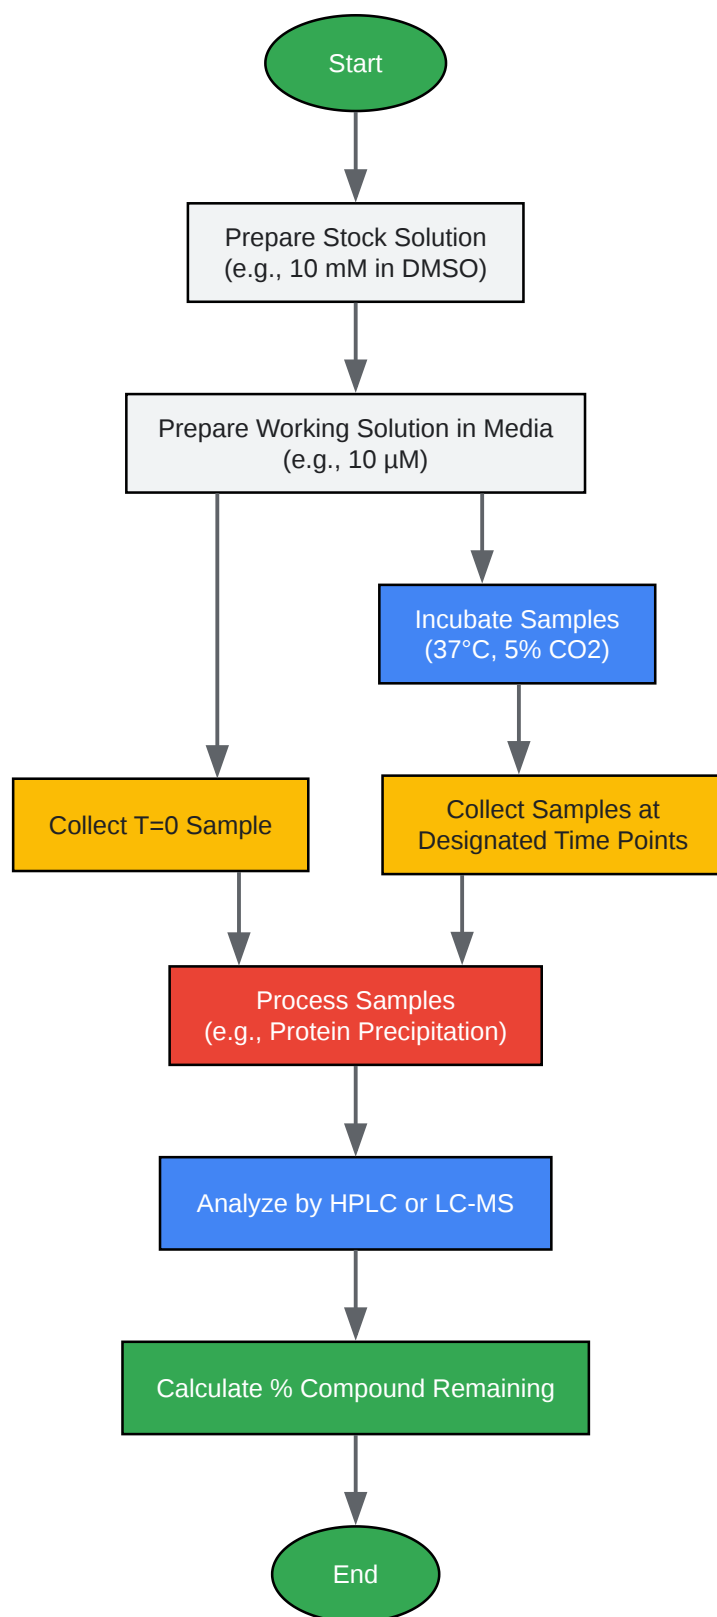 Start
Prepare Stock Solution
(e.g., 10 mM in DMSO)
Prepare Working Solution in Media
(e.g., 10 µM)
Incubate Samples
(37°C, 5% CO2)
Collect T=0 Sample
Collect Samples at
Designated Time Points
Process Samples
(e.g., Protein Precipitation)
Analyze by HPLC or LC-MS
Calculate % Compound Remaining
End